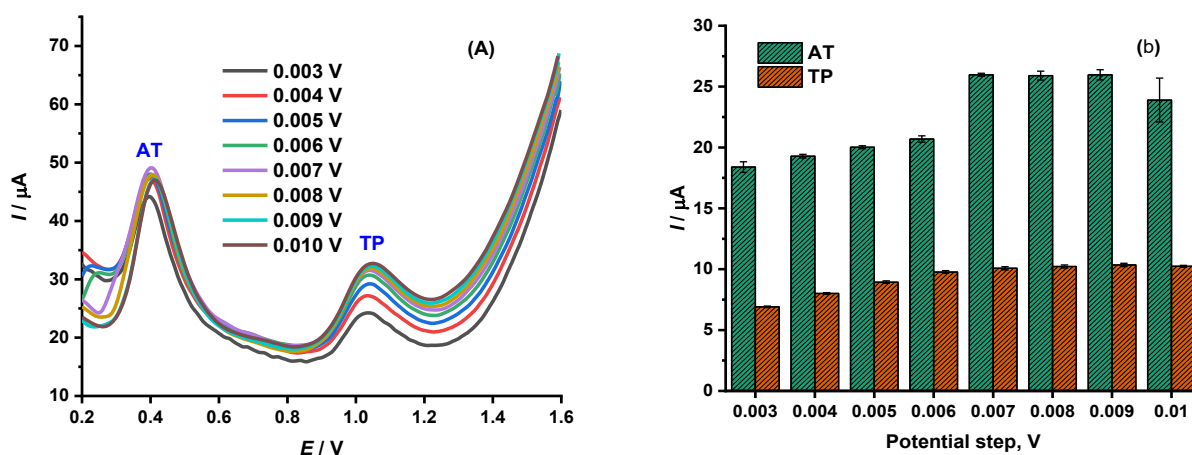 (A)
0.003 V
0.004 V
0.005 V
0.006 V
0.007 V
0.008 V
0.009 V
0.010 V
AT
TP
70
60
50
40
30
20
10
I / µA
0.2 0.4 0.6 0.8 1.0 1.2 1.4 1.6
E / V
(b)
AT
TP
30
25
20
15
10
5
0
I / µA
0.003 0.004 0.005 0.006 0.007 0.008 0.009 0.01
Potential step, V